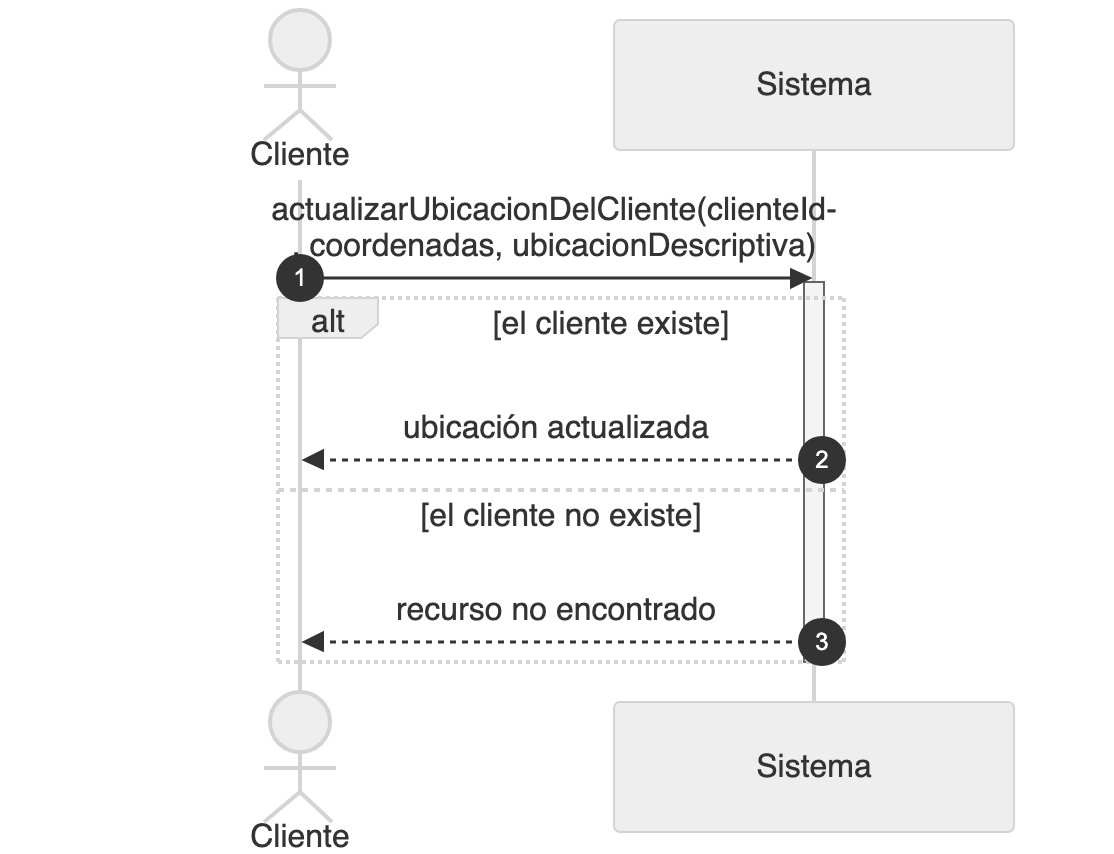 Sistema
Cliente
actualizarUbicacionDelCliente(clienteId-
, coordenadas, ubicacionDescriptiva)
1
alt
[el cliente existe]
ubicación actualizada
2
[el cliente no existe]
recurso no encontrado
3
Sistema
Cliente